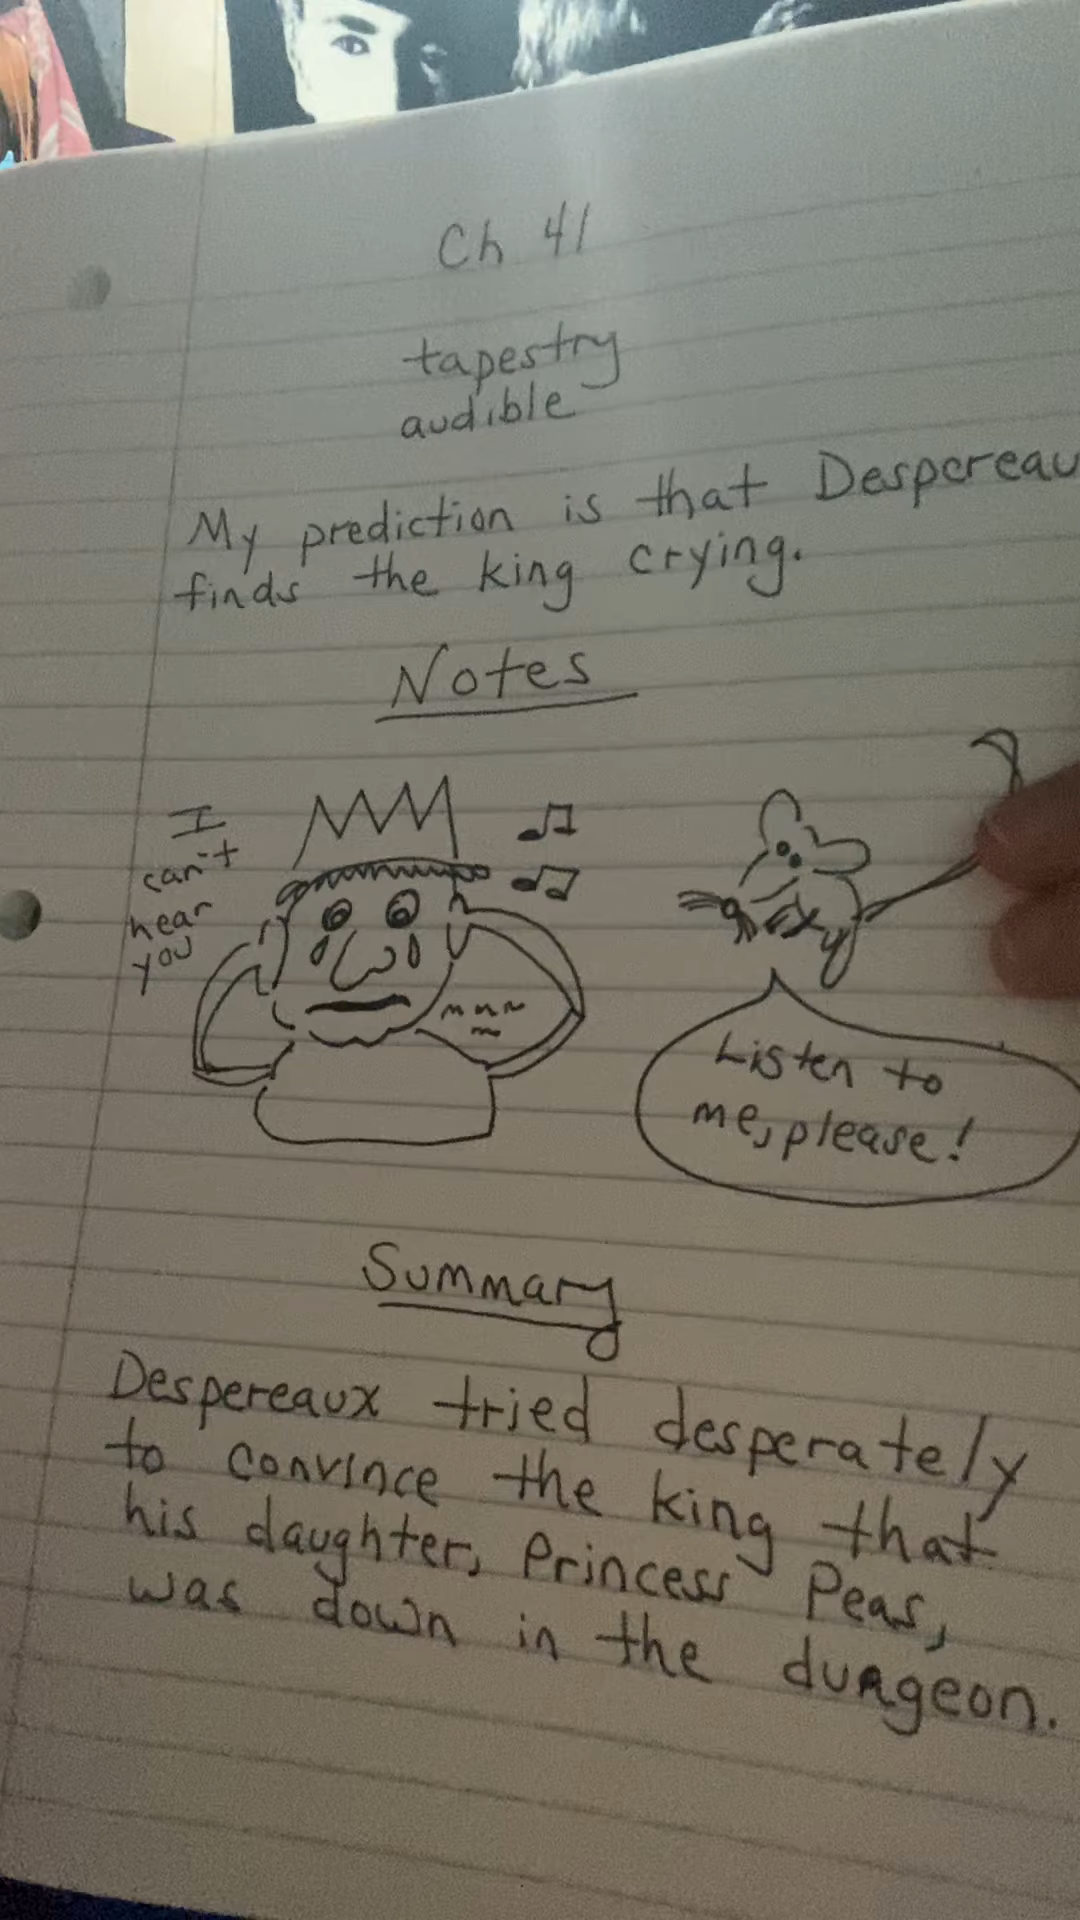 Ch 41
tapestry
audible
My prediction is that Despereau
finds the king crying.
Notes
I
can't
hear
you
Listen to
me, please!
Summary
Despereaux tried desperately
to convince the king that
his daughter, Princess Peas,
was down in the dungeon.